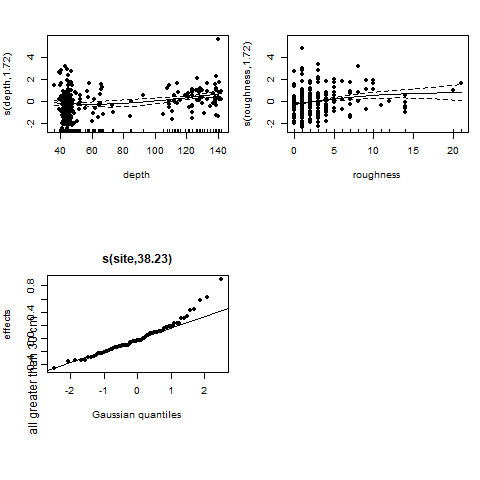 s(depth,1.72)
-2 0 2 4
40 60 80 100 120 140
depth
s(roughness,1.72)
-2 0 2 4
0 5 10 15 20
roughness
s(site,38.23)
effects
all greater than 30 cm
0.8
-2 -1 0 1 2
Gaussian quantiles